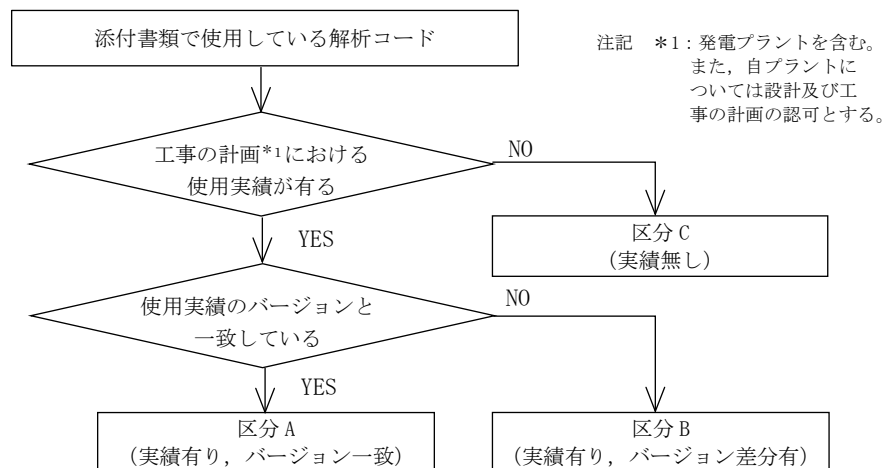 添付書類で使用している解析コード
注記　*1：発電プラントを含む。
また，自プラントに
ついては設計及び工
事の計画の認可とする。
工事の計画*1における
使用実績が有る
NO
区分 C
（実績無し）
YES
使用実績のバージョンと
一致している
NO
YES
区分 A
（実績有り，バージョン一致）
区分 B
（実績有り，バージョン差分有）